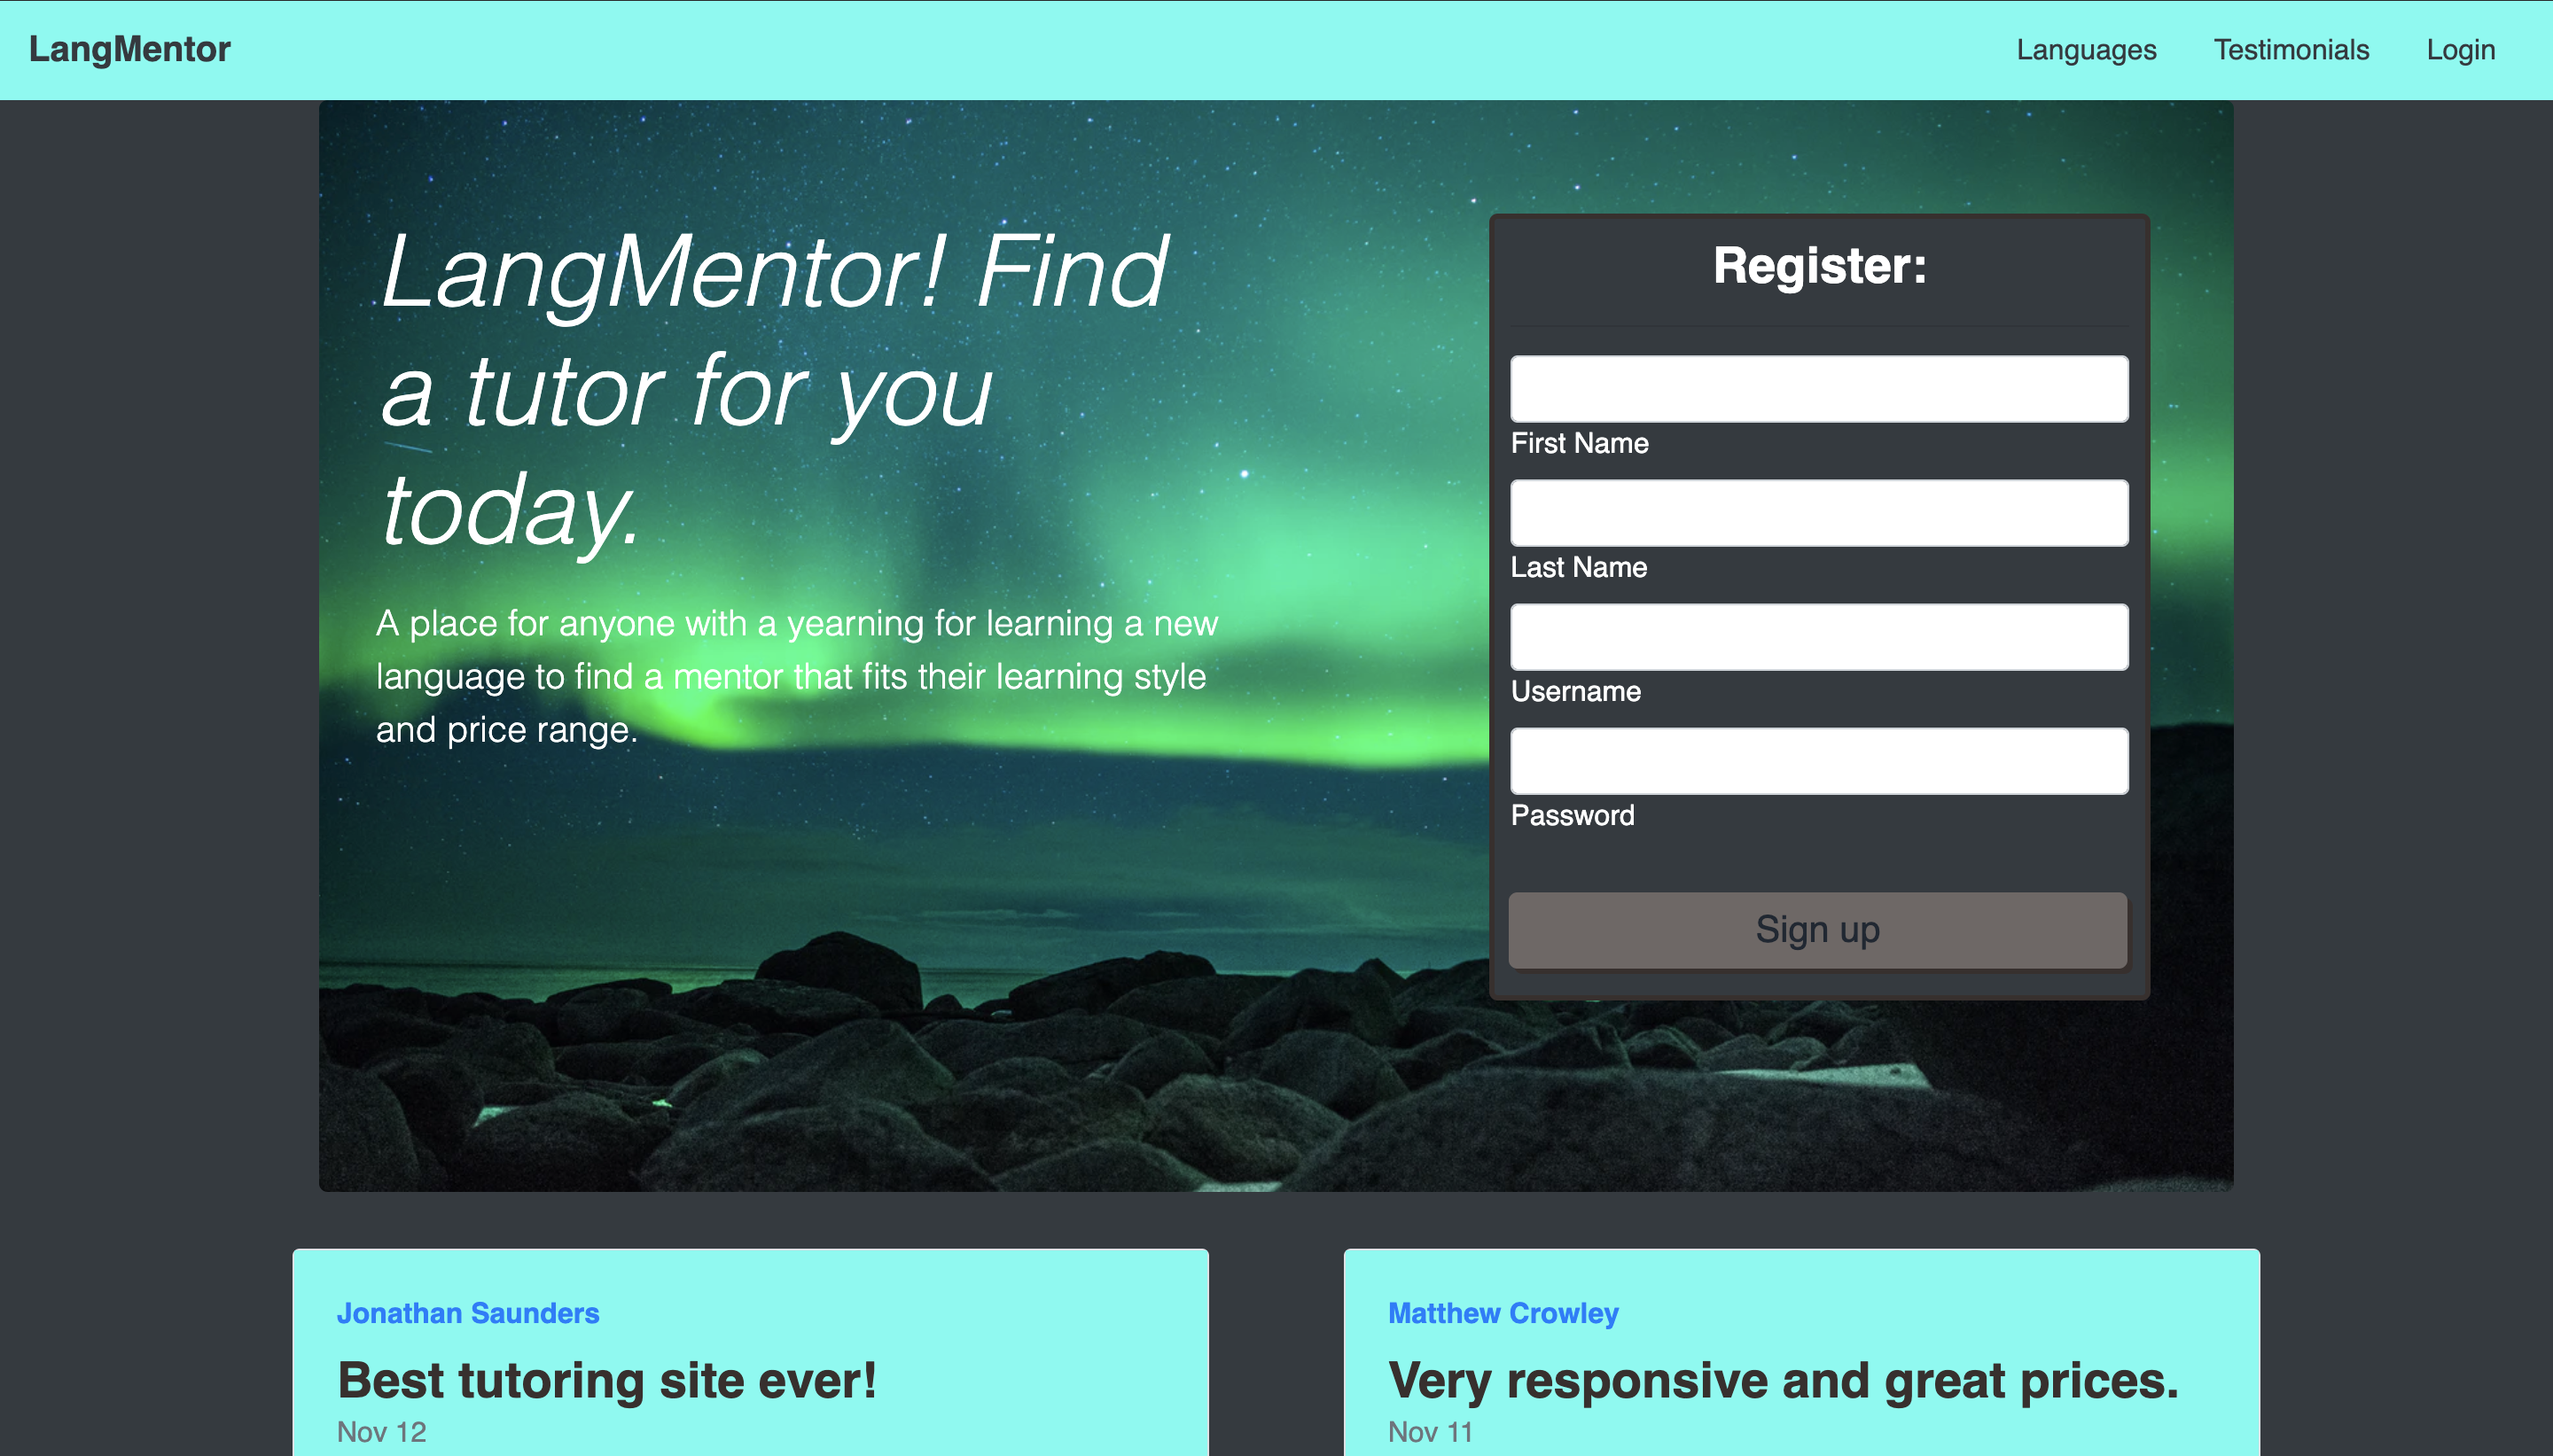 LangMentor
Languages
Testimonials
Login
LangMentor! Find
a tutor for you
today.
A place for anyone with a yearning for learning a new
language to find a mentor that fits their learning style
and price range.
Register:
First Name
Last Name
Username
Password
Sign up
Jonathan Saunders
Best tutoring site ever!
Nov 12
Matthew Crowley
Very responsive and great prices.
Nov 11